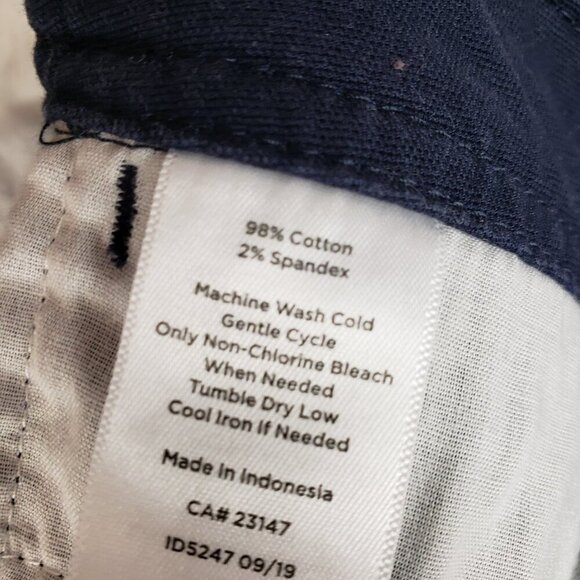 98% Cotton
2% Spandex
Machine Wash Cold
Gentle Cycle
Only Non-Chlorine Bleach
When Needed
Tumble Dry Low
Cool Iron If Needed
Made in Indonesia
CA# 23147
ID5247 09/19